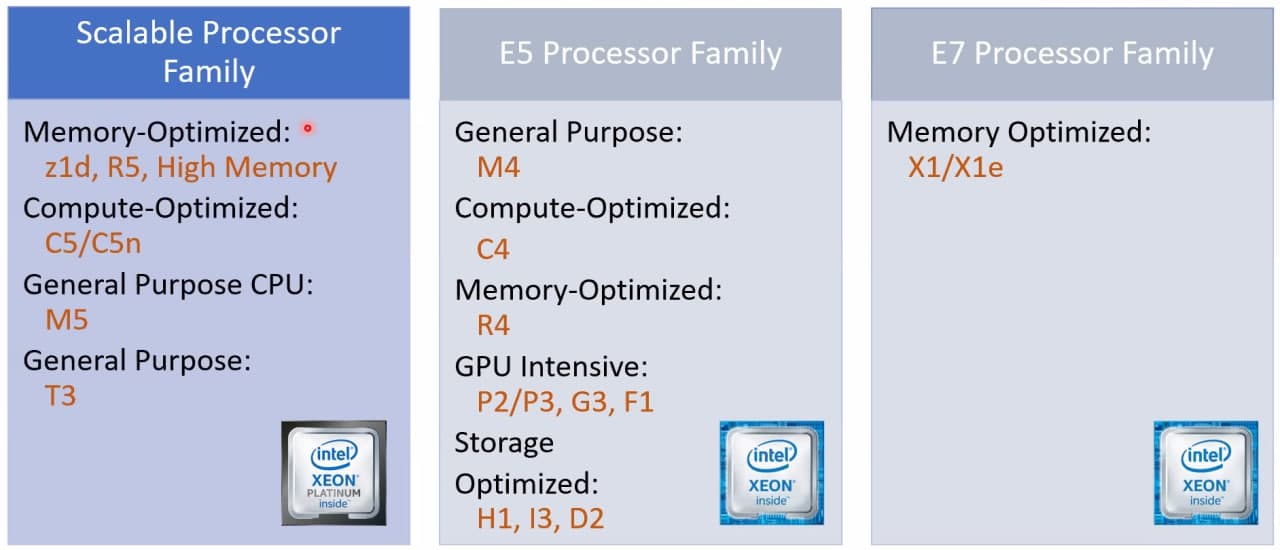 Scalable Processor
Family
Memory-Optimized:
z1d, R5, High Memory
Compute-Optimized:
C5/C5n
General Purpose CPU:
M5
General Purpose:
T3
intel
XEON®
PLATINUM
inside™
E5 Processor Family
General Purpose:
M4
Compute-Optimized:
C4
Memory-Optimized:
R4
GPU Intensive:
P2/P3, G3, F1
Storage
Optimized:
H1, I3, D2
intel
XEON®
inside™
E7 Processor Family
Memory Optimized:
X1/X1e
intel
XEON®
inside™